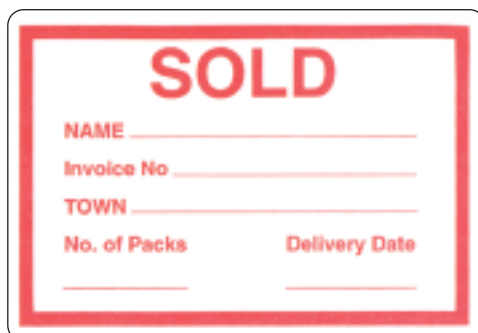 SOLD
NAME
Invoice No
TOWN
No. of Packs Delivery Date